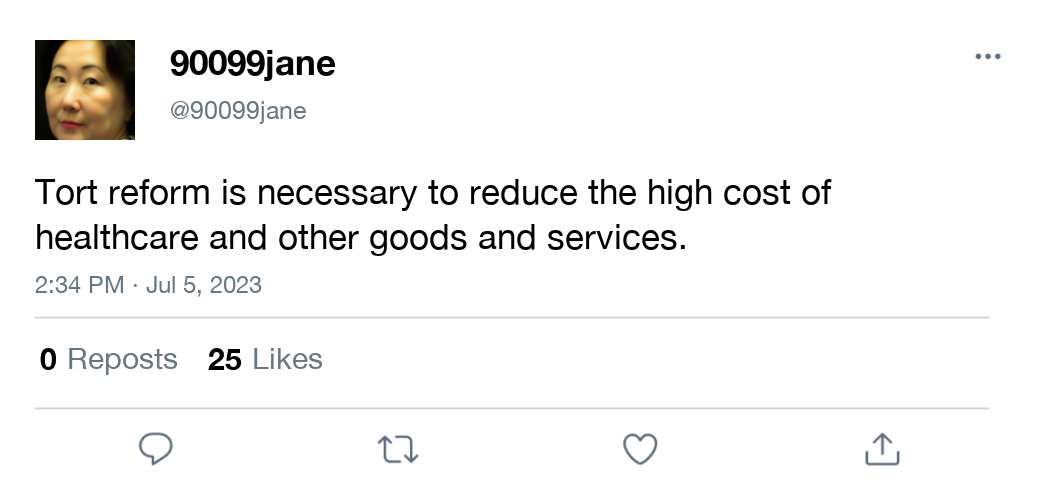 90099jane
@90099jane
Tort reform is necessary to reduce the high cost of
healthcare and other goods and services.
2:34 PM · Jul 5, 2023
0 Reposts 25 Likes